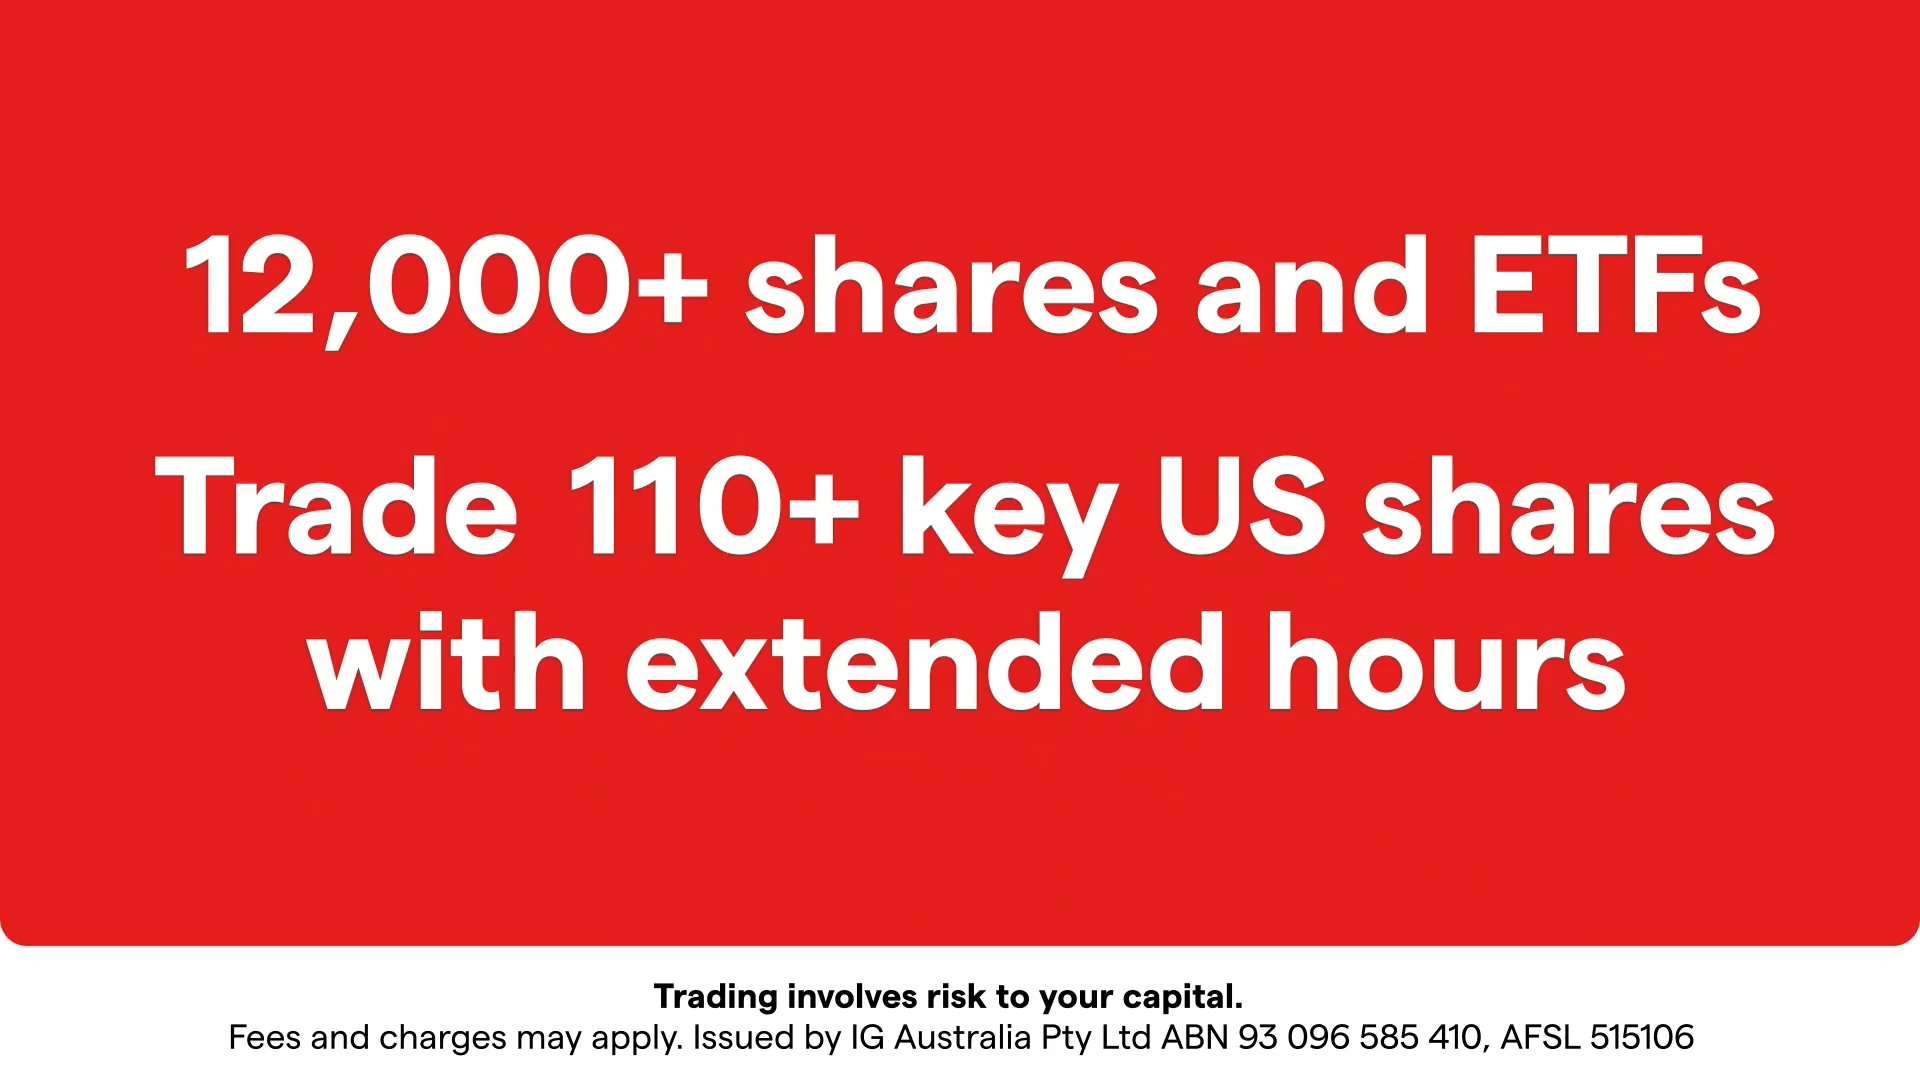 12,000+ shares and ETFs
Trade 110+ key US shares
with extended hours
Trading involves risk to your capital.
Fees and charges may apply. Issued by IG Australia Pty Ltd ABN 93 096 585 410, AFSL 515106